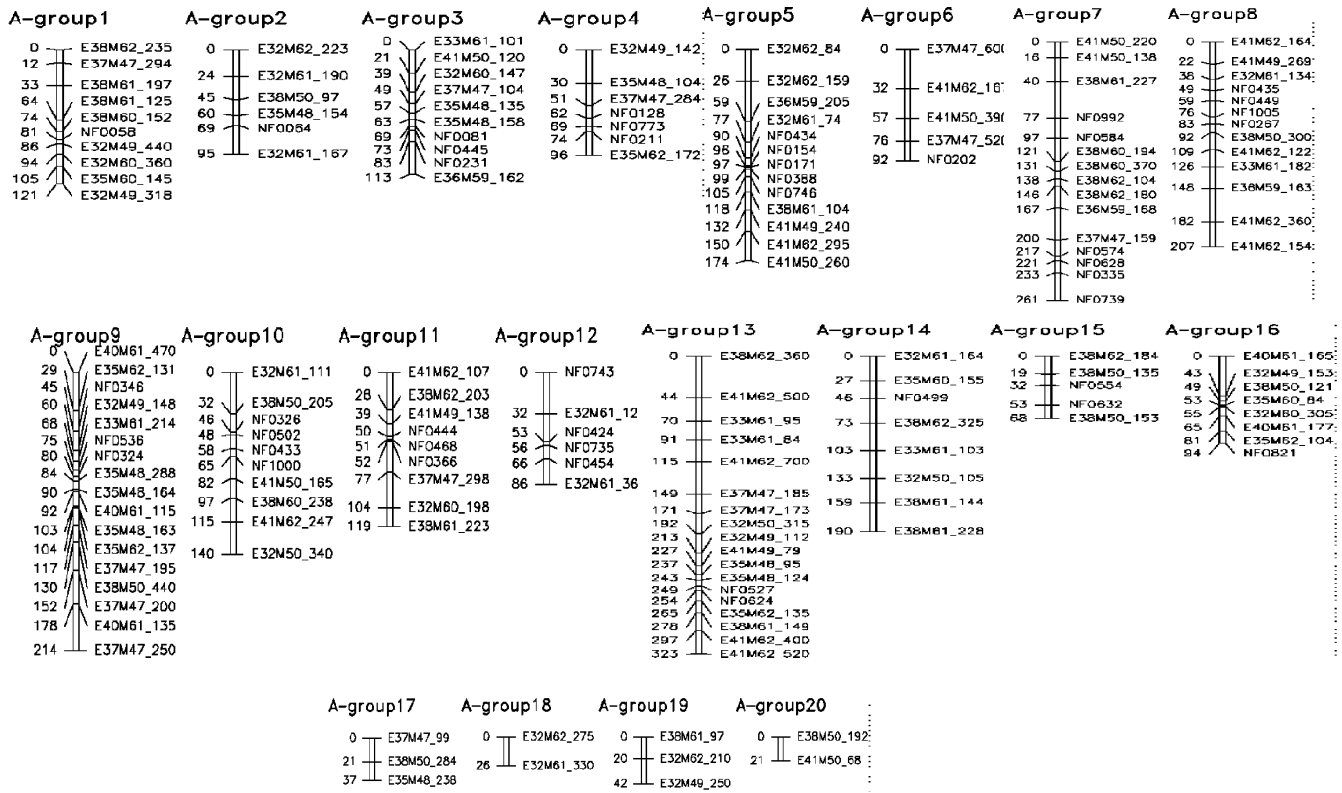 A-group1
0 E38M62_235
12 E37M47_294
33 E38M61_197
64 E38M61_125
74 E38M60_152
81 NF0058
86 E32M49_440
94 E32M60_360
105 E35M60_145
121 E32M49_318
A-group2
0 E32M62_223
24 E32M61_190
45 E38M50_97
60 E35M48_154
69 NF0064
95 E32M61_167
A-group3
0 E33M61_101
21 E41M50_120
39 E32M60_147
49 E37M47_104
57 E35M48_135
63 E35M48_158
69 NF0081
73 NF0445
83 NF0231
113 E36M59_162
A-group4
0 E32M49_142
30 E35M48_104
51 E37M47_284
62 NF0128
69 NF0773
74 NF0211
96 E35M62_172
A-group5
0 E32M62_84
26 E32M62_159
59 E36M59_205
77 E32M61_74
90 NF0434
96 NF0154
97 NF0171
99 NF0388
105 NF0746
118 E38M61_104
132 E41M49_240
150 E41M62_295
174 E41M50_260
A-group6
0 E37M47_600
32
57 E41M50_390
76 E37M47_520
92 NF0202
A-group7
0 E41M50_220
16 E41M50_138
40 E38M61_227
77 NF0992
97 NF0584
121 E38M60_194
131 E38M60_370
138 E38M62_104
146 E38M62_180
167 E36M59_168
200 E37M47_159
217 NF0574
221 NF0628
233 NF0335
261 NF0739
A-group8
0 E41M62_164
22 E41M49_269
38 E32M61_134
49 NF0435
59 NF0449
76 NF1005
83 NF0267
92 E38M50_300
109 E41M62_122
126 E33M61_182
148 E36M59_163
182 E41M62_360
207 E41M62_154
A-group9
0 E40M61_470
29 E35M62_131
45 NF0346
60 E32M49_148
68 E33M61_214
75 NF0536
80 NF0324
84 E35M48_288
90 E35M48_164
92 E40M61_115
103 E35M48_163
104 E35M62_137
117 E37M47_195
130 E38M50_440
152 E37M47_200
178 E40M61_135
214 E37M47_250
A-group10
0 E32M61_111
32 E38M50_205
46 NF0326
48 NF0502
58 NF0433
65 NF1000
82 E41M50_165
97 E38M60_238
115 E41M62_247
140 E32M50_340
A-group11
0 E41M62_107
28 E38M62_203
39 E41M49_138
50 NF0444
51 NF0468
52 NF0366
77 E37M47_298
104 E32M60_198
119 E38M61_223
A-group12
0 NF0743
32 E32M61_12
53 NF0424
56 NF0735
66 NF0454
86 E32M61_36
A-group13
0 E38M62_360
44 E41M62_500
70 E33M61_95
91 E33M61_84
115 E41M62_700
149 E37M47_185
171 E37M47_173
192 E32M50_315
213 E32M49_112
227 E41M49_79
237 E35M48_95
243 E35M48_124
249 NF0527
254 NF0624
265 E35M62_135
278 E38M61_149
297 E41M62_400
323 E41M62_520
A-group14
0 E32M61_164
27 E35M60_155
46 NF0499
73 E38M62_325
103 E33M61_103
133 E32M50_105
159 E38M61_144
190 E38M61_228
A-group15
0 E38M62_184
19 E38M50_135
32 NF0554
53 NF0632
68 E38M50_153
A-group16
0 E40M61_165
43 E32M49_153
49 E38M50_121
53 E35M60_84
55 E32M60_305
65 E40M61_177
81 E35M62_104
94 NF0821
A-group17
0 E37M47_99
21 E38M50_284
37 E35M48_238
A-group18
0 E32M62_275
26 E32M61_330
A-group19
0 E38M61_97
20 E32M62_210
42 E32M49_250
A-group20
0 E38M50_192
21 E41M50_68